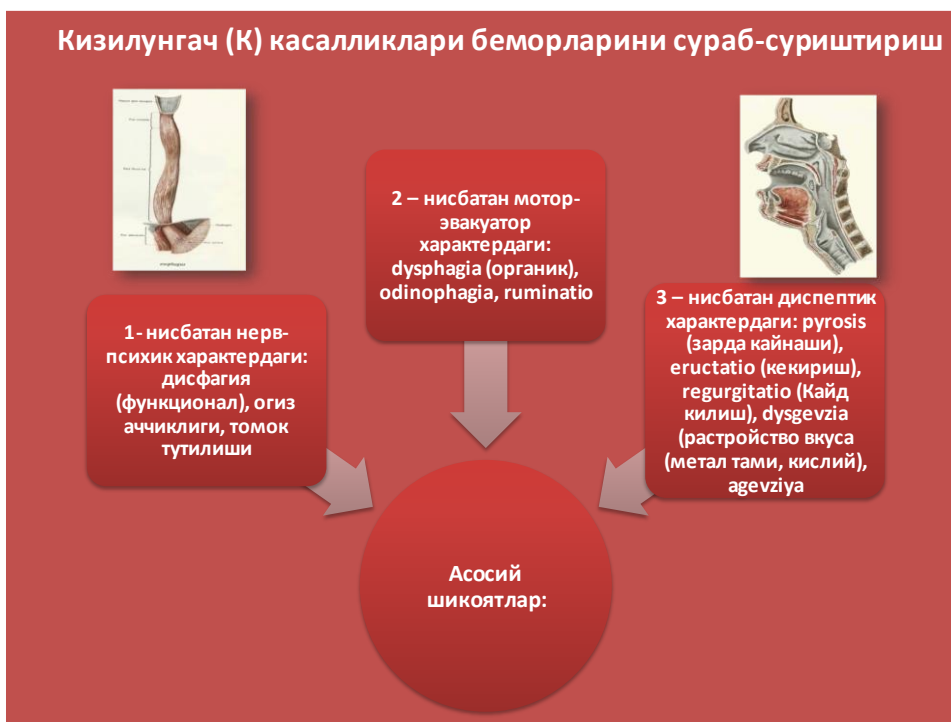 Кизилунгач (К) касалликлари беморларини сураб-суриштириш
2 – нисбатан мотор-
эвакуатор
характердаги:
dysphagia (органик),
odinophagia, ruminatio
1- нисбатан нерв-
психик характердаги:
дисфагия
(функционал), огиз
аччиклиги, томок
тутилиши
3 – нисбатан диспептик
характердаги: pyrosis
(зарда кайнаши),
eructatio (кекириш),
regurgitatio (Кайд
килиш), dysgevzia
(растройство вкуса
(метал тами, кислий),
agevziya
Асосий
шикоятлар: